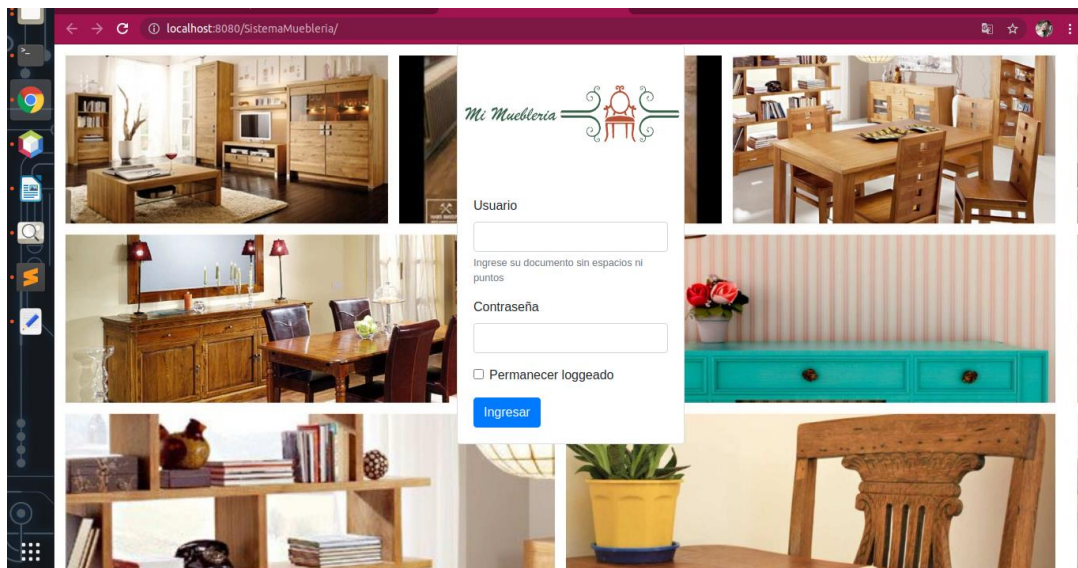 localhost:8080/SistemaMuebleria/
Mi Muebleria
Usuario
Ingrese su documento sin espacios ni
puntos
Contraseña
Permanecer loggeado
Ingresar